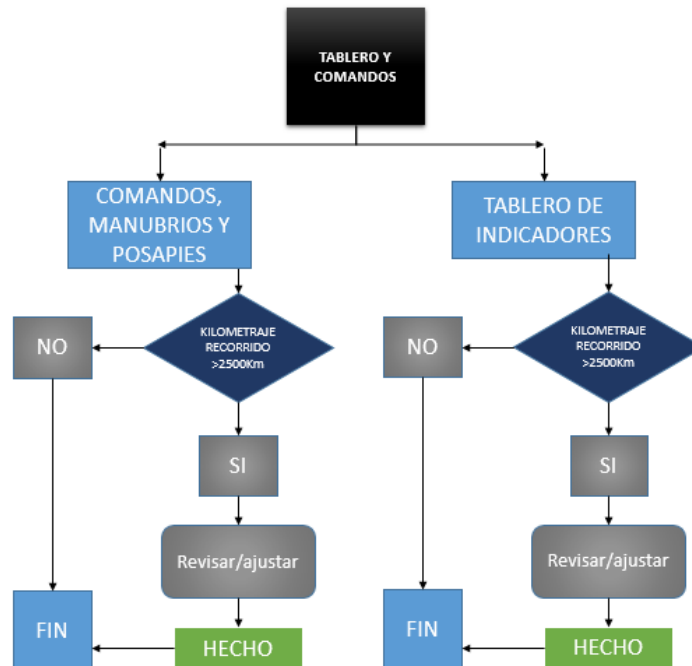 TABLERO Y
COMANDOS
COMANDOS,
MANUBRIOS Y
POSAPIES
TABLERO DE
INDICADORES
NO
KILOMETRAJE
RECORRIDO
>2500Km
NO
KILOMETRAJE
RECORRIDO
>2500Km
SI
SI
Revisar/ajustar
Revisar/ajustar
FIN
HECHO
FIN
HECHO